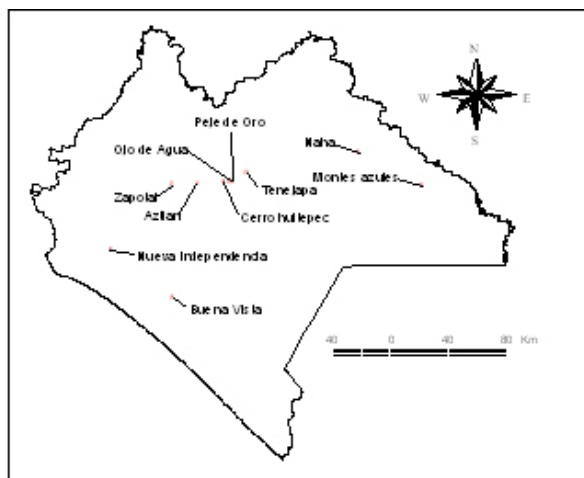 N
W E
S
Peje de Oro
Ojo de Agua
Naha
Tenejapa
Montes azules
Zapotal
Aztlan
Cerro huitepec
Nueva Independencia
Buena Vista
40 0 40 80 Km